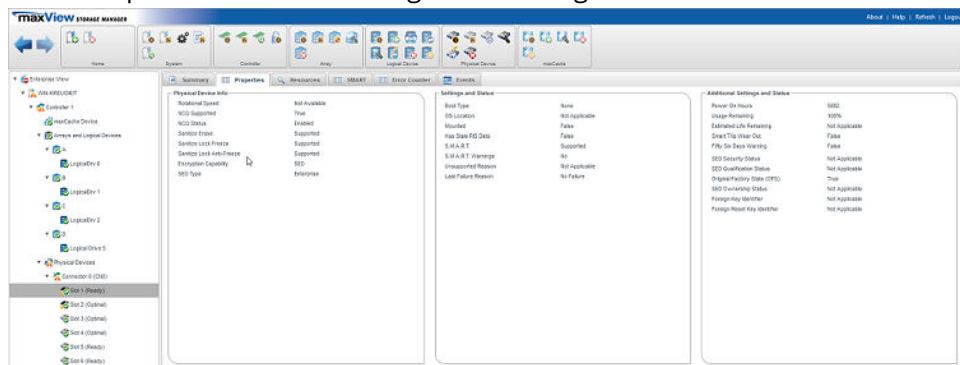 maxView STORAGE MANAGER
About | Help | Refresh | Logou
Home
System
Controller
Array
Logical Device
Physical Device
maxCache
Enterprise View
Controller 1
maxCache Device
Arrays and Logical Devices
A
LogicalDrv 0
B
LogicalDrv 1
C
LogicalDrv 2
D
Logical Drive 5
Physical Devices
Connector 0 (CN0)
Slot 1 (Ready)
Slot 2 (Optimal)
Slot 3 (Optimal)
Slot 4 (Optimal)
Slot 5 (Ready)
Slot 6 (Ready)
Summary Properties Resources SMART Error Counter Events
Physical Device Info
Rotational Speed Not Available
NCQ Supported True
NCQ Status Enabled
Sanitize Erase Supported
Sanitize Lock Freeze Supported
Sanitize Lock Anti-Freeze Supported
Encryption Capability SED
SED Type Enterprise
Settings and Status
Boot Type None
OS Location Not Applicable
Mounted False
Has Stale RIS Data False
S.M.A.R.T. Supported
S.M.A.R.T. Warnings No
Unsupported Reason Not Applicable
Last Failure Reason No Failure
Additional Settings and Status
Power On Hours 5682
Usage Remaining 100%
Estimated Life Remaining Not Applicable
Smart Trip Wear Out False
Fifty Six Days Warning False
SED Security Status Not Applicable
SED Qualification Status Not Applicable
Original Factory State (OFS) True
SED Ownership Status Not Applicable
Foreign Key Identifier Not Applicable
Foreign Reset Key Identifier Not Applicable